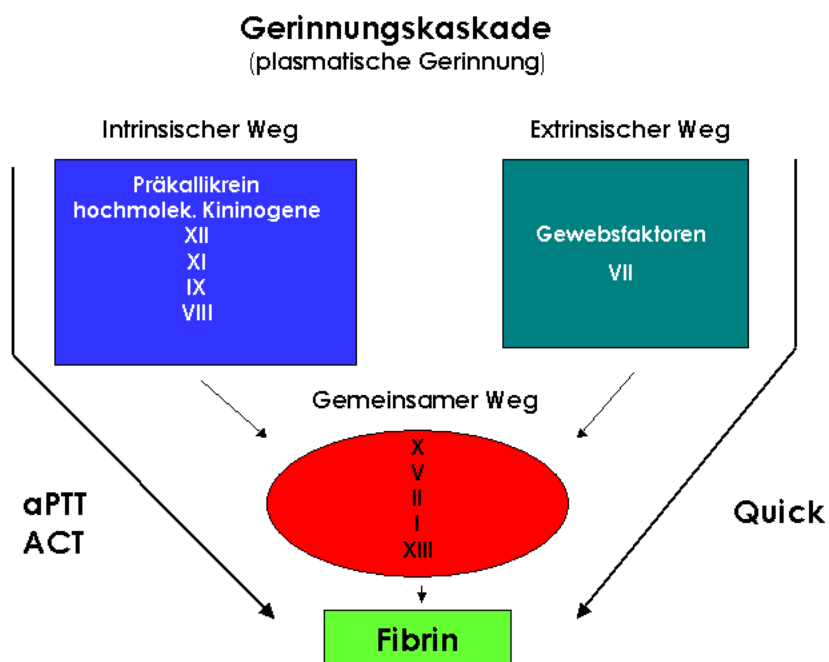 Gerinnungskaskade
(plasmatische Gerinnung)
Intrinsischer Weg
Extrinsischer Weg
Präkallikrein
hochmolek. Kininogene
XII
XI
IX
VIII
Gewebsfaktoren
VII
Gemeinsamer Weg
X
V
II
I
XIII
aPTT
ACT
Quick
Fibrin